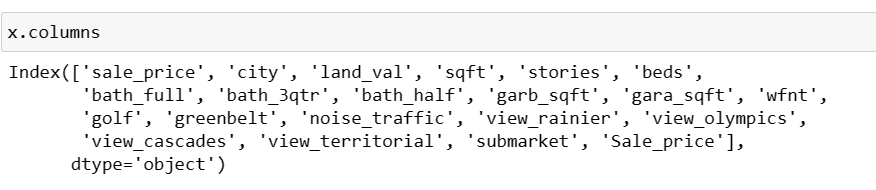 x.columns
Index(['sale_price', 'city', 'land_val', 'sqft', 'stories', 'beds',
       'bath_full', 'bath_3qtr', 'bath_half', 'garb_sqft', 'gara_sqft', 'wfnt',
       'golf', 'greenbelt', 'noise_traffic', 'view_rainier', 'view_olympics',
       'view_cascades', 'view_territorial', 'submarket', 'Sale_price'],
      dtype='object')